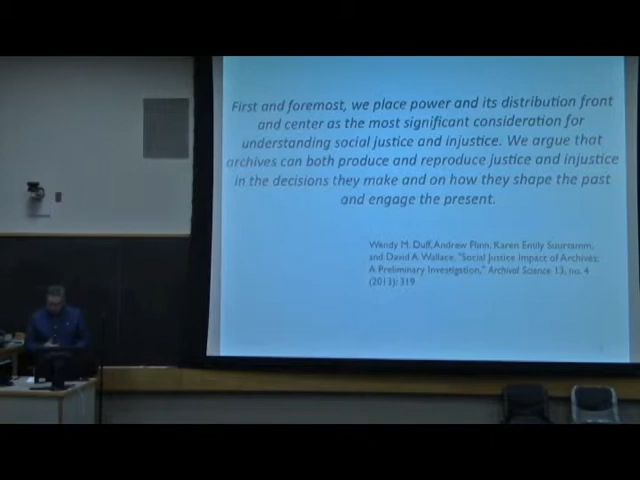 First and foremost, we place power and its distribution front
and center as the most significant consideration for
understanding social justice and injustice. We argue that
archives can both produce and reproduce justice and injustice
in the decisions they make and on how they shape the past
and engage the present.
Wendy M. Duff, Andrew Flinn, Karen Emily Suurtamm,
and David A. Wallace, "Social Justice Impact of Archives:
A Preliminary Investigation," Archival Science 13, no. 4
(2013): 319